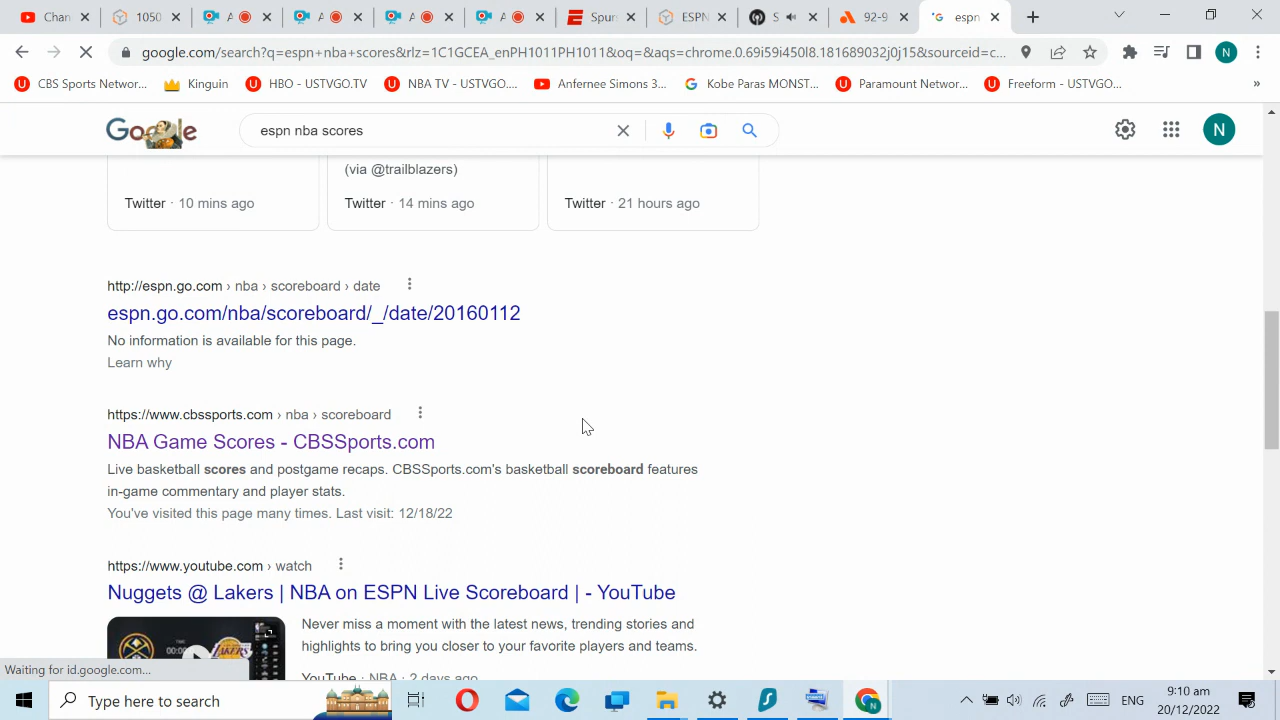 Chan
1050
A
A
A
A
Spur
ESPN
S
92-9
espn
google.com/search?q=espn+nba+scores&rlz=1C1GCEA_enPH1011PH1011&oq=&aqs=chrome.0.69i59i450l8.181689032j0j15&sourceid=c...
N
CBS Sports Networ...
Kinguin
HBO - USTVGO.TV
NBA TV - USTVGO....
Anfernee Simons 3...
Kobe Paras MONST...
Paramount Networ...
Freeform - USTVGO...
»
Google
espn nba scores
N
(via @trailblazers)
Twitter · 10 mins ago
Twitter · 14 mins ago
Twitter · 21 hours ago
http://espn.go.com › nba › scoreboard › date
espn.go.com/nba/scoreboard/_/date/20160112
No information is available for this page.
Learn why
https://www.cbssports.com › nba › scoreboard
NBA Game Scores - CBSSports.com
Live basketball scores and postgame recaps. CBSSports.com's basketball scoreboard features
in-game commentary and player stats.
You've visited this page many times. Last visit: 12/18/22
https://www.youtube.com › watch
Nuggets @ Lakers | NBA on ESPN Live Scoreboard | - YouTube
Never miss a moment with the latest news, trending stories and
highlights to bring you closer to your favorite players and teams.
YouTube · NBA · 2 days ago
Waiting for id.google.com...
Type here to search
ENG
9:10 am
20/12/2022